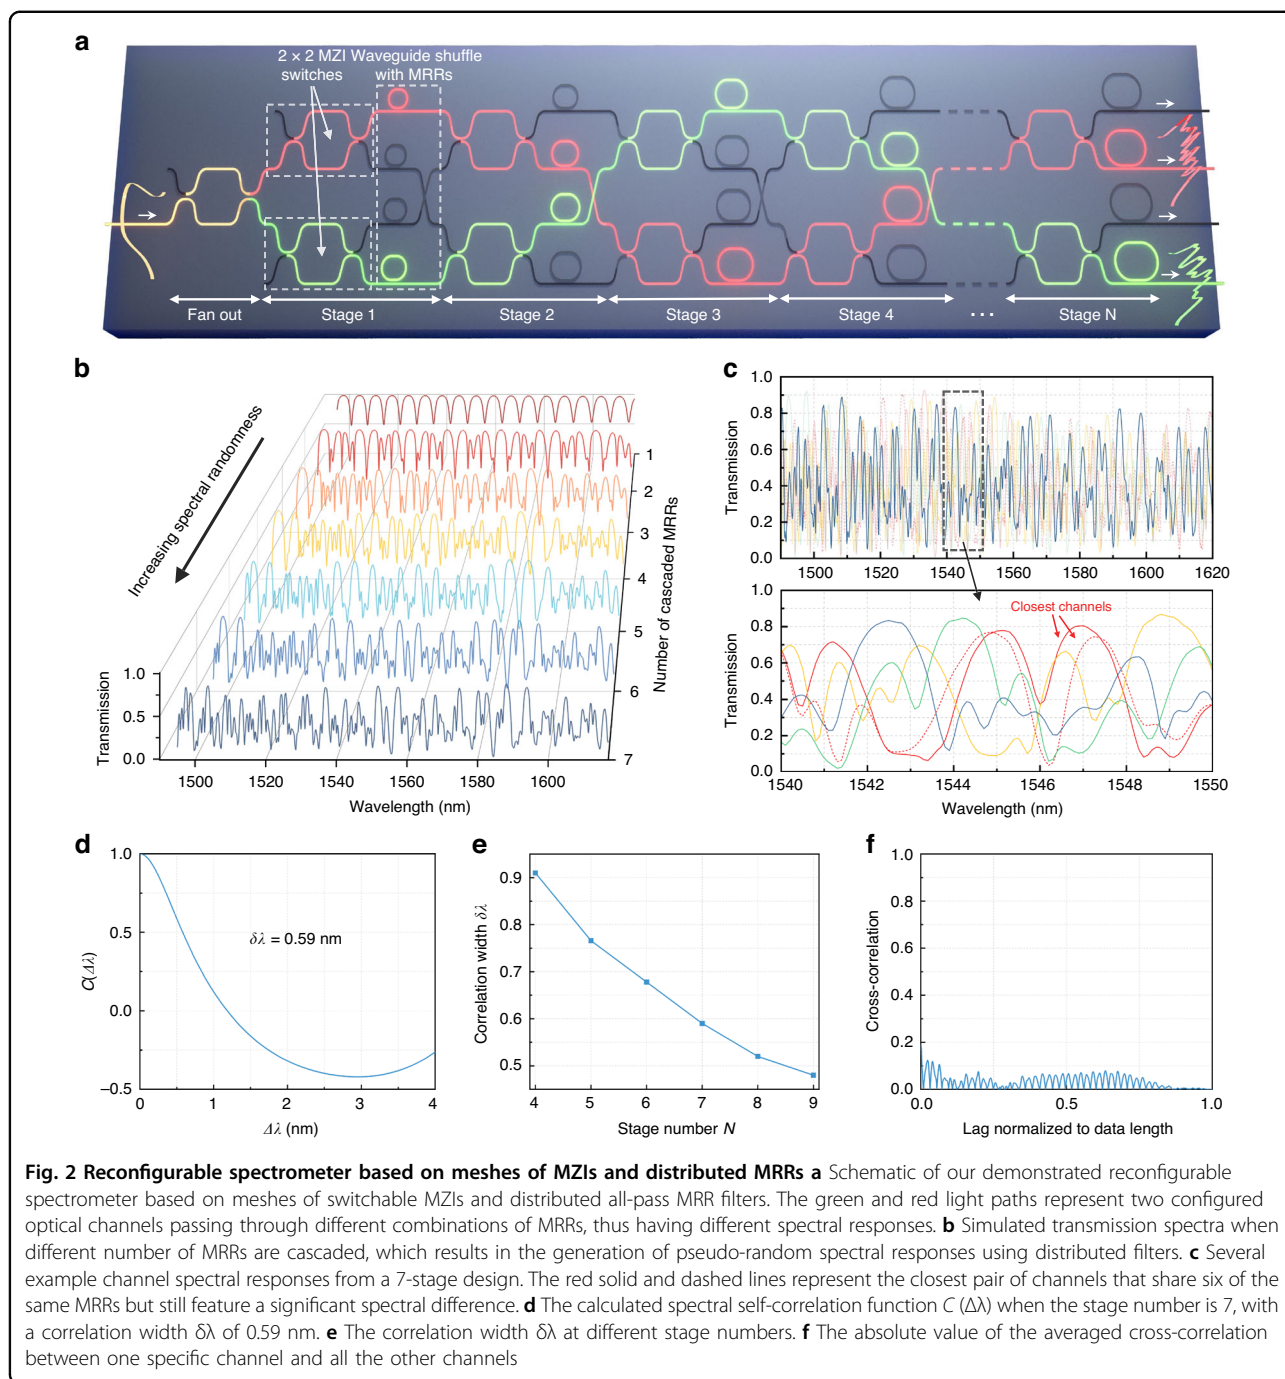 a
2 × 2 MZI Waveguide shuffle
switches with MRRs
Fan out
Stage 1
Stage 2
Stage 3
Stage 4
...
Stage N
b
Increasing spectral randomness
1
2
3
4
5
6
7
Number of cascaded MRRs
Transmission
1.0
0.5
0.0
1500 1520 1540 1560 1580 1600
Wavelength (nm)
c
Transmission
1.0
0.8
0.6
0.4
0.2
0.0
1500 1520 1540 1560 1580 1600 1620
Transmission
1.0
0.8
0.6
0.4
0.2
0.0
Closest channels
1540 1542 1544 1546 1548 1550
Wavelength (nm)
d
C(Δλ)
1.0
0.5
0.0
−0.5
δλ = 0.59 nm
0 1 2 3 4
Δλ (nm)
e
Correlation width δλ
0.9
0.8
0.7
0.6
0.5
4 5 6 7 8 9
Stage number N
f
Cross-correlation
1.0
0.8
0.6
0.4
0.2
0.0
0.0 0.5 1.0
Lag normalized to data length
Fig. 2 Reconfigurable spectrometer based on meshes of MZIs and distributed MRRs a Schematic of our demonstrated reconfigurable
spectrometer based on meshes of switchable MZIs and distributed all-pass MRR filters. The green and red light paths represent two configured
optical channels passing through different combinations of MRRs, thus having different spectral responses. b Simulated transmission spectra when
different number of MRRs are cascaded, which results in the generation of pseudo-random spectral responses using distributed filters. c Several
example channel spectral responses from a 7-stage design. The red solid and dashed lines represent the closest pair of channels that share six of the
same MRRs but still feature a significant spectral difference. d The calculated spectral self-correlation function C (Δλ) when the stage number is 7, with
a correlation width δλ of 0.59 nm. e The correlation width δλ at different stage numbers. f The absolute value of the averaged cross-correlation
between one specific channel and all the other channels